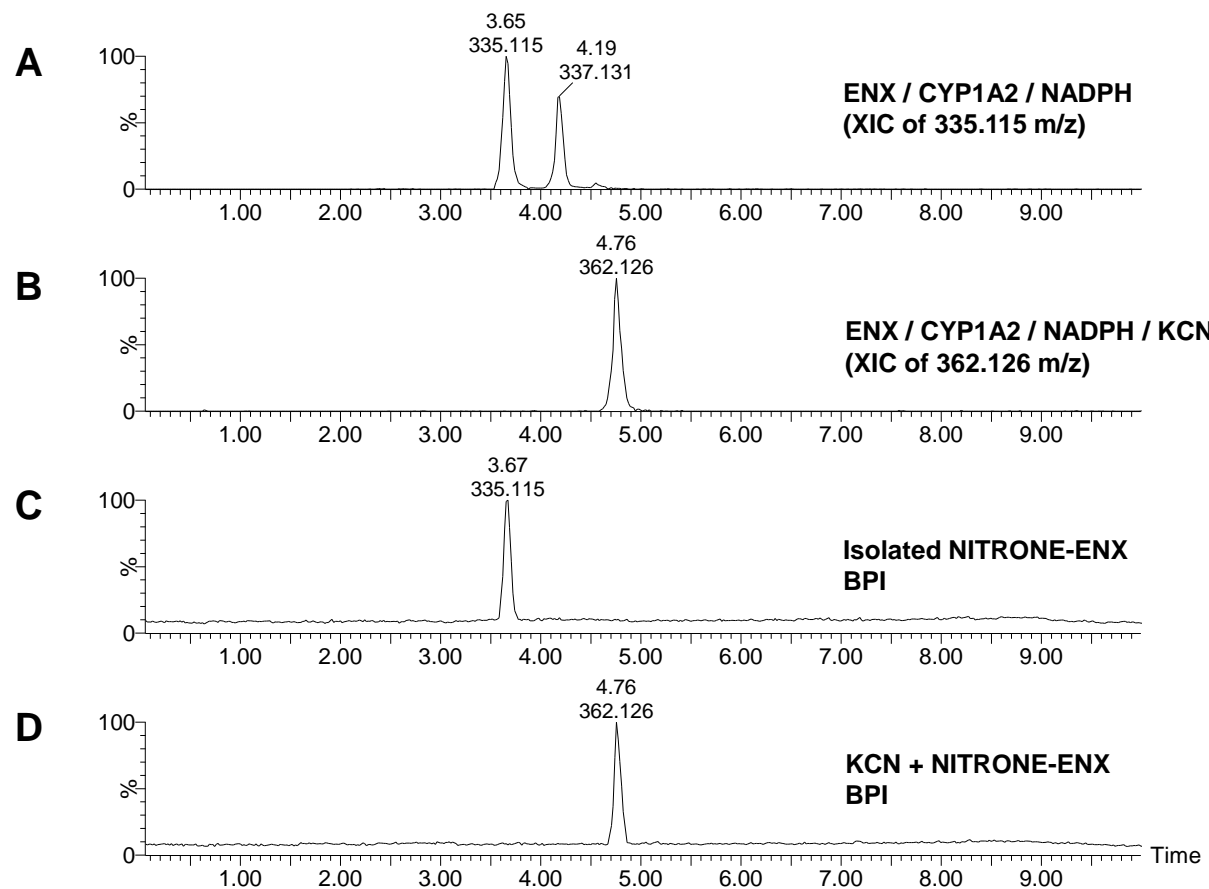 A
3.65
335.115
4.19
337.131
100
%
0
1.00 2.00 3.00 4.00 5.00 6.00 7.00 8.00 9.00
ENX / CYP1A2 / NADPH
(XIC of 335.115 m/z)
B
4.76
362.126
100
%
0
1.00 2.00 3.00 4.00 5.00 6.00 7.00 8.00 9.00
ENX / CYP1A2 / NADPH / KCN
(XIC of 362.126 m/z)
C
3.67
335.115
100
%
0
1.00 2.00 3.00 4.00 5.00 6.00 7.00 8.00 9.00
Isolated NITRONE-ENX
BPI
D
4.76
362.126
100
%
0
1.00 2.00 3.00 4.00 5.00 6.00 7.00 8.00 9.00
KCN + NITRONE-ENX
BPI
Time